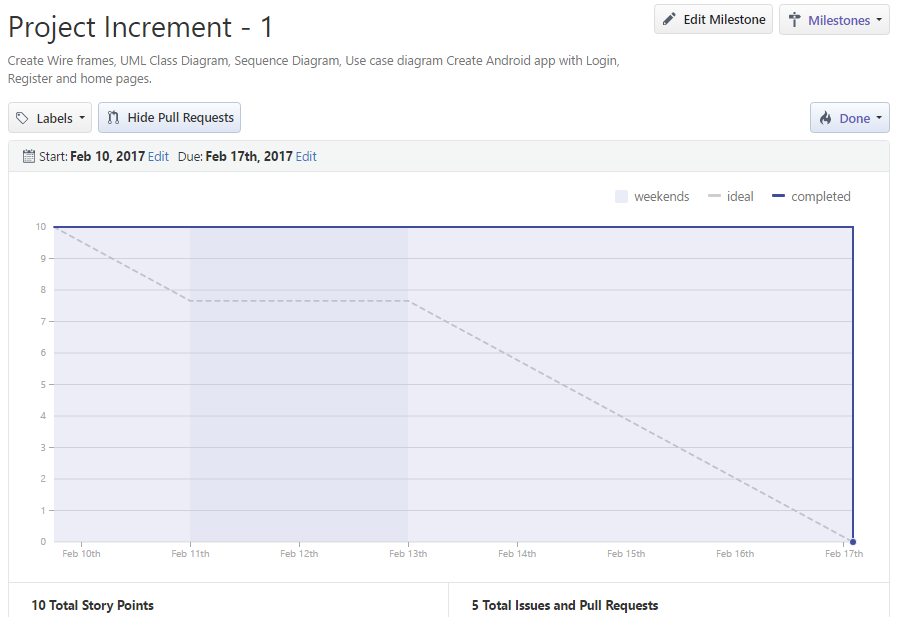 Project Increment - 1
Edit Milestone
Milestones
Create Wire frames, UML Class Diagram, Sequence Diagram, Use case diagram Create Android app with Login,
Register and home pages.
Labels
Hide Pull Requests
Done
Start: Feb 10, 2017 Edit Due: Feb 17th, 2017 Edit
weekends ideal completed
10
9
8
7
6
5
4
3
2
1
0
Feb 10th Feb 11th Feb 12th Feb 13th Feb 14th Feb 15th Feb 16th Feb 17th
10 Total Story Points
5 Total Issues and Pull Requests